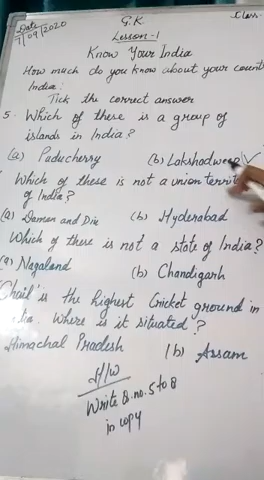 Date
7/09/2020
G.K.
Class-
Lesson-1
Know Your India
How much do you know about your
India:
Tick the correct answer
5. Which of these is a group of
islands in India?
(a) Puducherry (b) Lakshadweep ✓
Which of these is not a union
of India?
(a) Daman and Diu (b) Hyderabad
Which of these is not a state of India?
(a) Nagaland (b) Chandigarh
'Chail' is the highest Cricket ground in
Where is it situated?
Himachal Pradesh (b) Assam
H/W
Write Q.no. 5 to 8
in copy